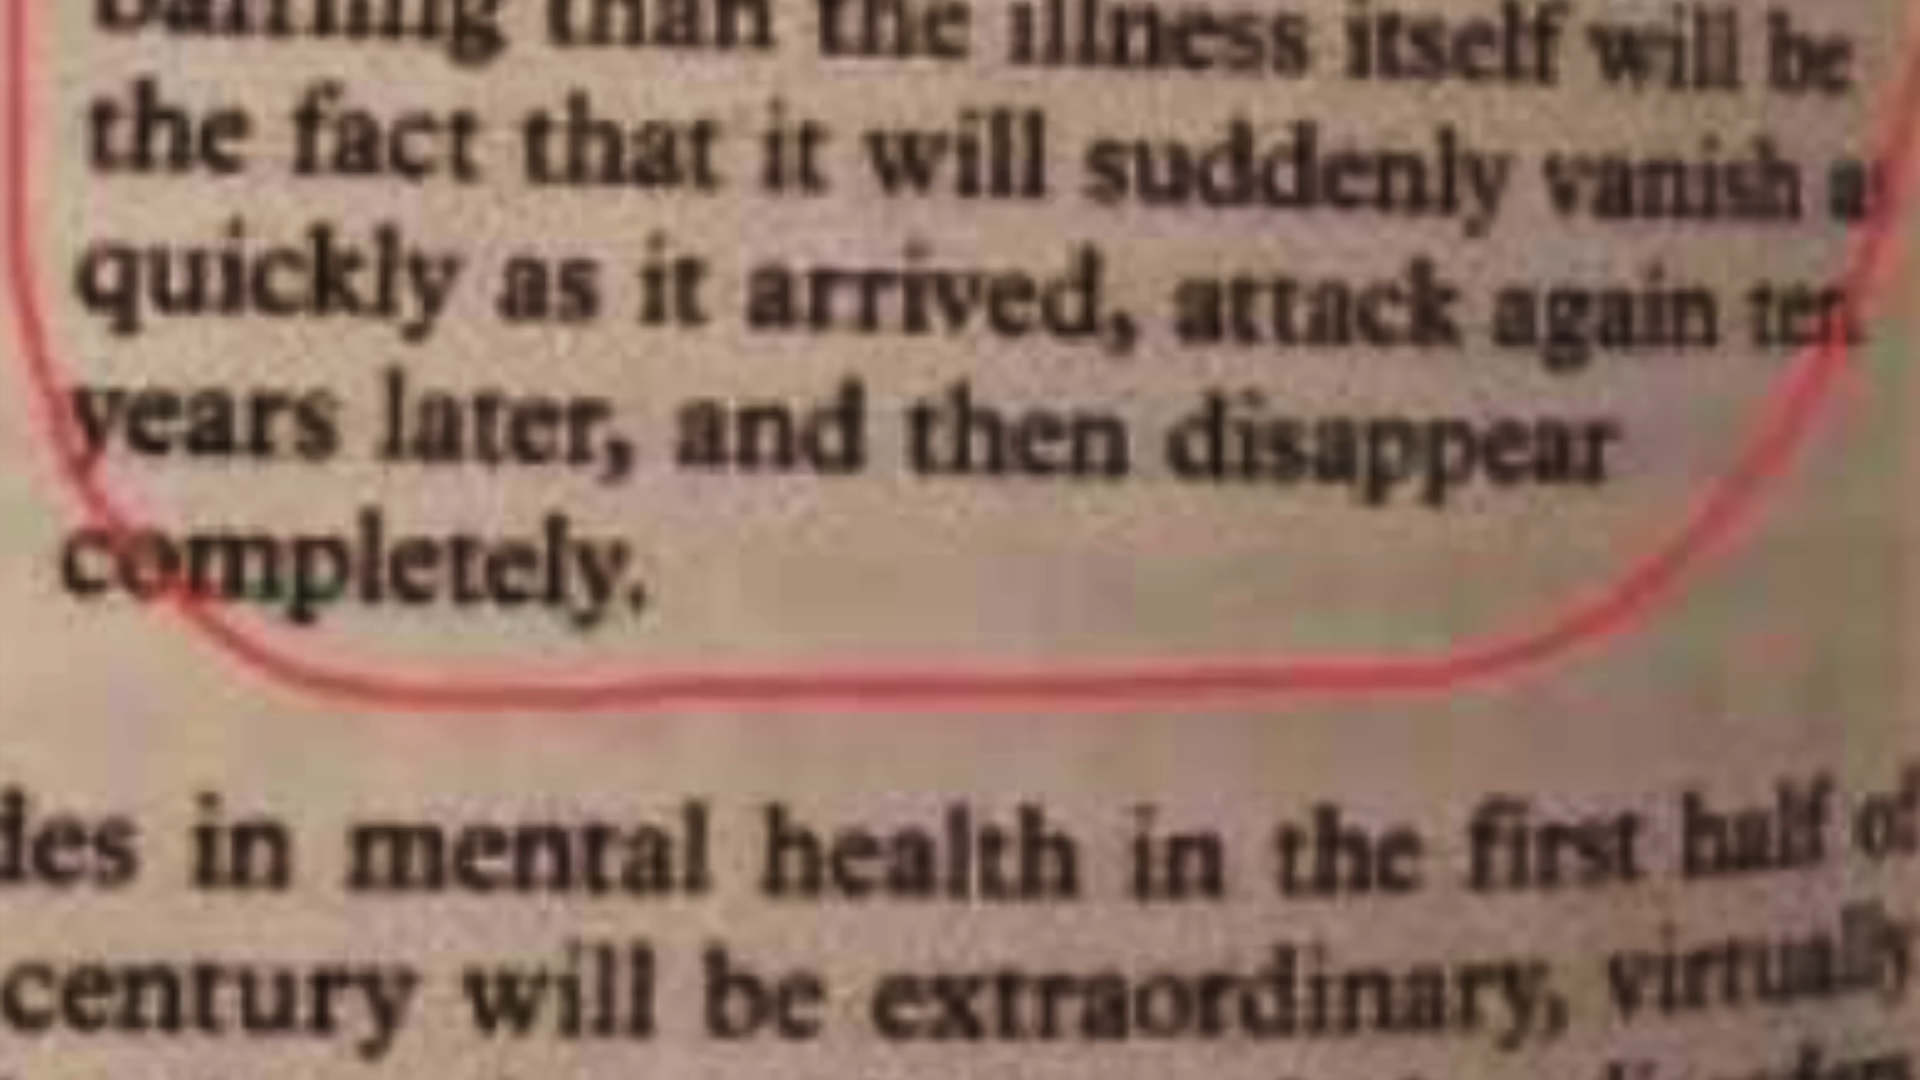 baffling than the illness itself will be
the fact that it will suddenly vanish a
quickly as it arrived, attack again ten
years later, and then disappear
completely.
des in mental health in the first half of
century will be extraordinary, virtually